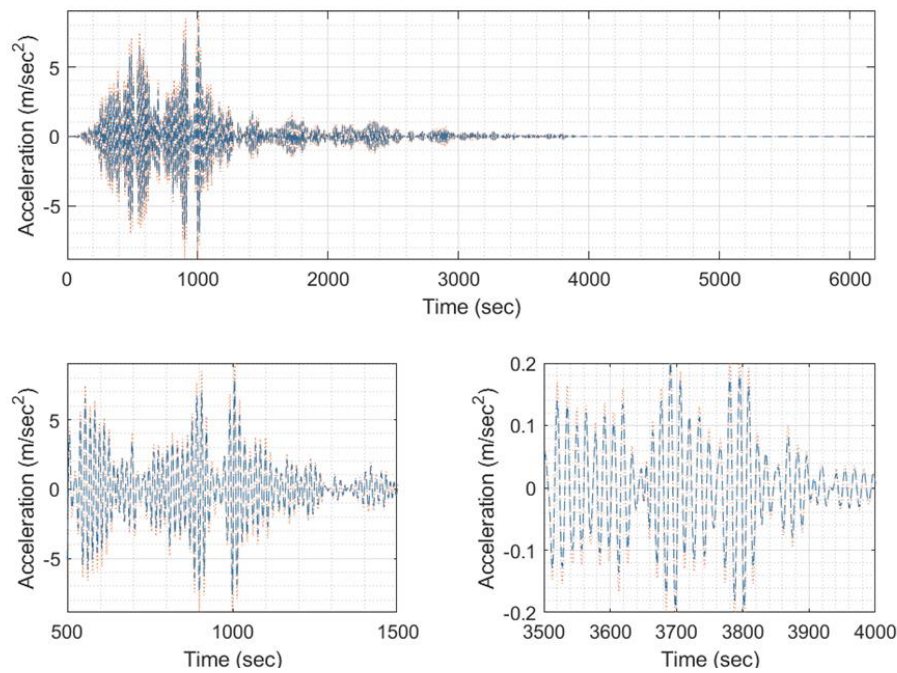 Acceleration (m/sec²)
5
0
-5
0 1000 2000 3000 4000 5000 6000
Time (sec)
Acceleration (m/sec²)
5
0
-5
500 1000 1500
Time (sec)
Acceleration (m/sec²)
0.2
0.1
0
-0.1
-0.2
3500 3600 3700 3800 3900 4000
Time (sec)